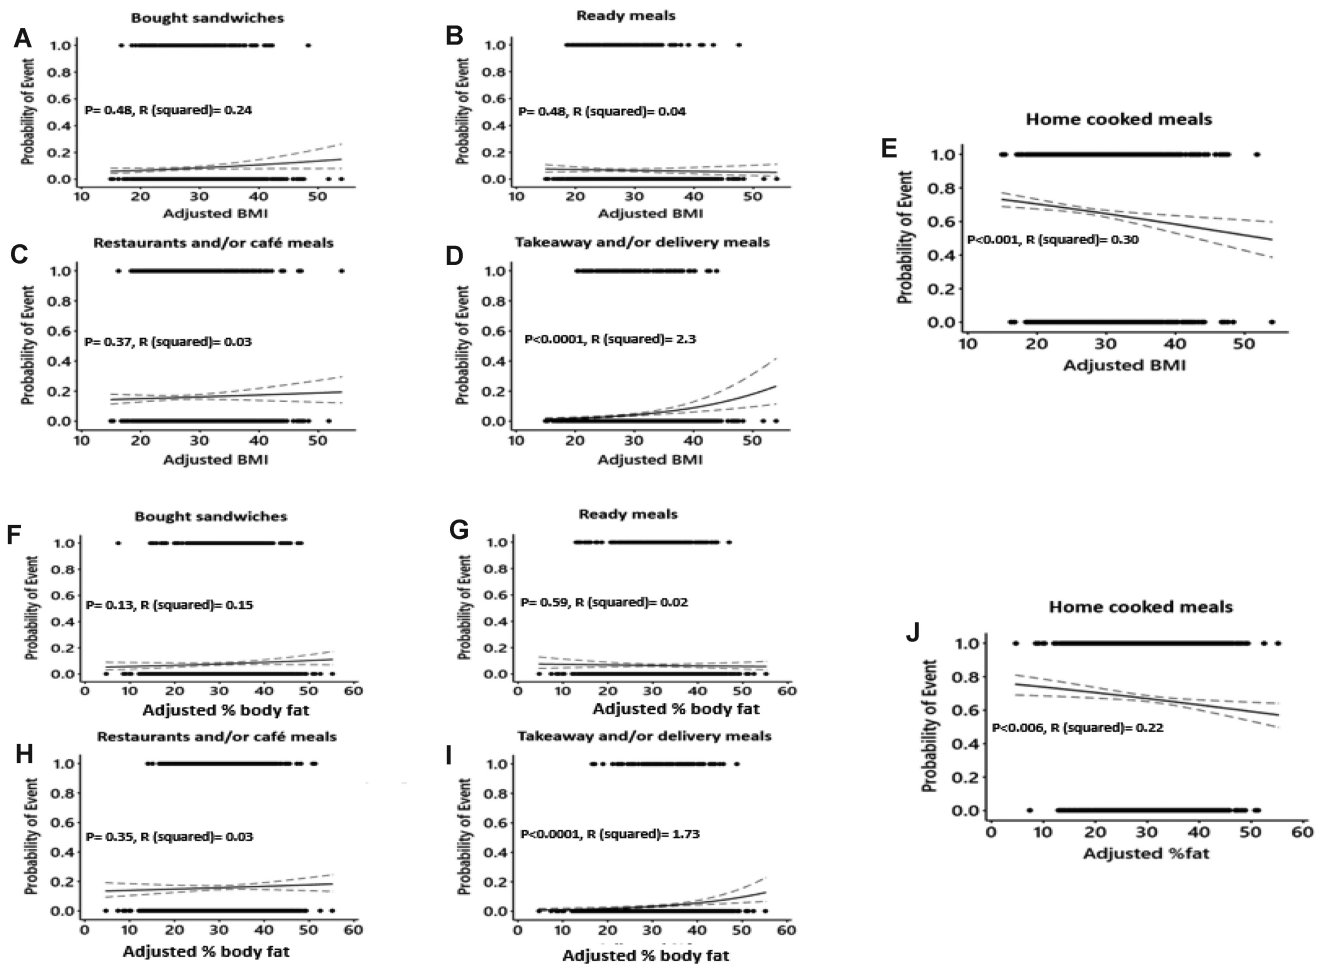 Bought sandwiches
A
Probability of Event
1.0
0.8
0.6
0.4
0.2
0.0
P= 0.48, R (squared)= 0.24
10 20 30 40 50
Adjusted BMI
Ready meals
B
Probability of Event
1.0
0.8
0.6
0.4
0.2
0.0
P= 0.48, R (squared)= 0.04
10 20 30 40 50
Adjusted BMI
Restaurants and/or café meals
C
Probability of Event
1.0
0.8
0.6
0.4
0.2
0.0
P= 0.37, R (squared)= 0.03
10 20 30 40 50
Adjusted BMI
Takeaway and/or delivery meals
D
Probability of Event
1.0
0.8
0.6
0.4
0.2
0.0
P<0.0001, R (squared)= 2.3
10 20 30 40 50
Adjusted BMI
Home cooked meals
E
Probability of Event
1.0
0.8
0.6
0.4
0.2
0.0
P<0.001, R (squared)= 0.30
10 20 30 40 50
Adjusted BMI
Bought sandwiches
F
Probability of Event
1.0
0.8
0.6
0.4
0.2
0.0
P= 0.13, R (squared)= 0.15
0 10 20 30 40 50 60
Adjusted % body fat
Ready meals
G
Probability of Event
1.0
0.8
0.6
0.4
0.2
0.0
P= 0.59, R (squared)= 0.02
0 10 20 30 40 50 60
Adjusted % body fat
Restaurants and/or café meals
H
Probability of Event
1.0
0.8
0.6
0.4
0.2
0.0
P= 0.35, R (squared)= 0.03
0 10 20 30 40 50 60
Adjusted % body fat
Takeaway and/or delivery meals
I
Probability of Event
1.0
0.8
0.6
0.4
0.2
0.0
P<0.0001, R (squared)= 1.73
0 10 20 30 40 50 60
Adjusted % body fat
Home cooked meals
J
Probability of Event
1.0
0.8
0.6
0.4
0.2
0.0
P<0.006, R (squared)= 0.22
0 10 20 30 40 50 60
Adjusted %fat